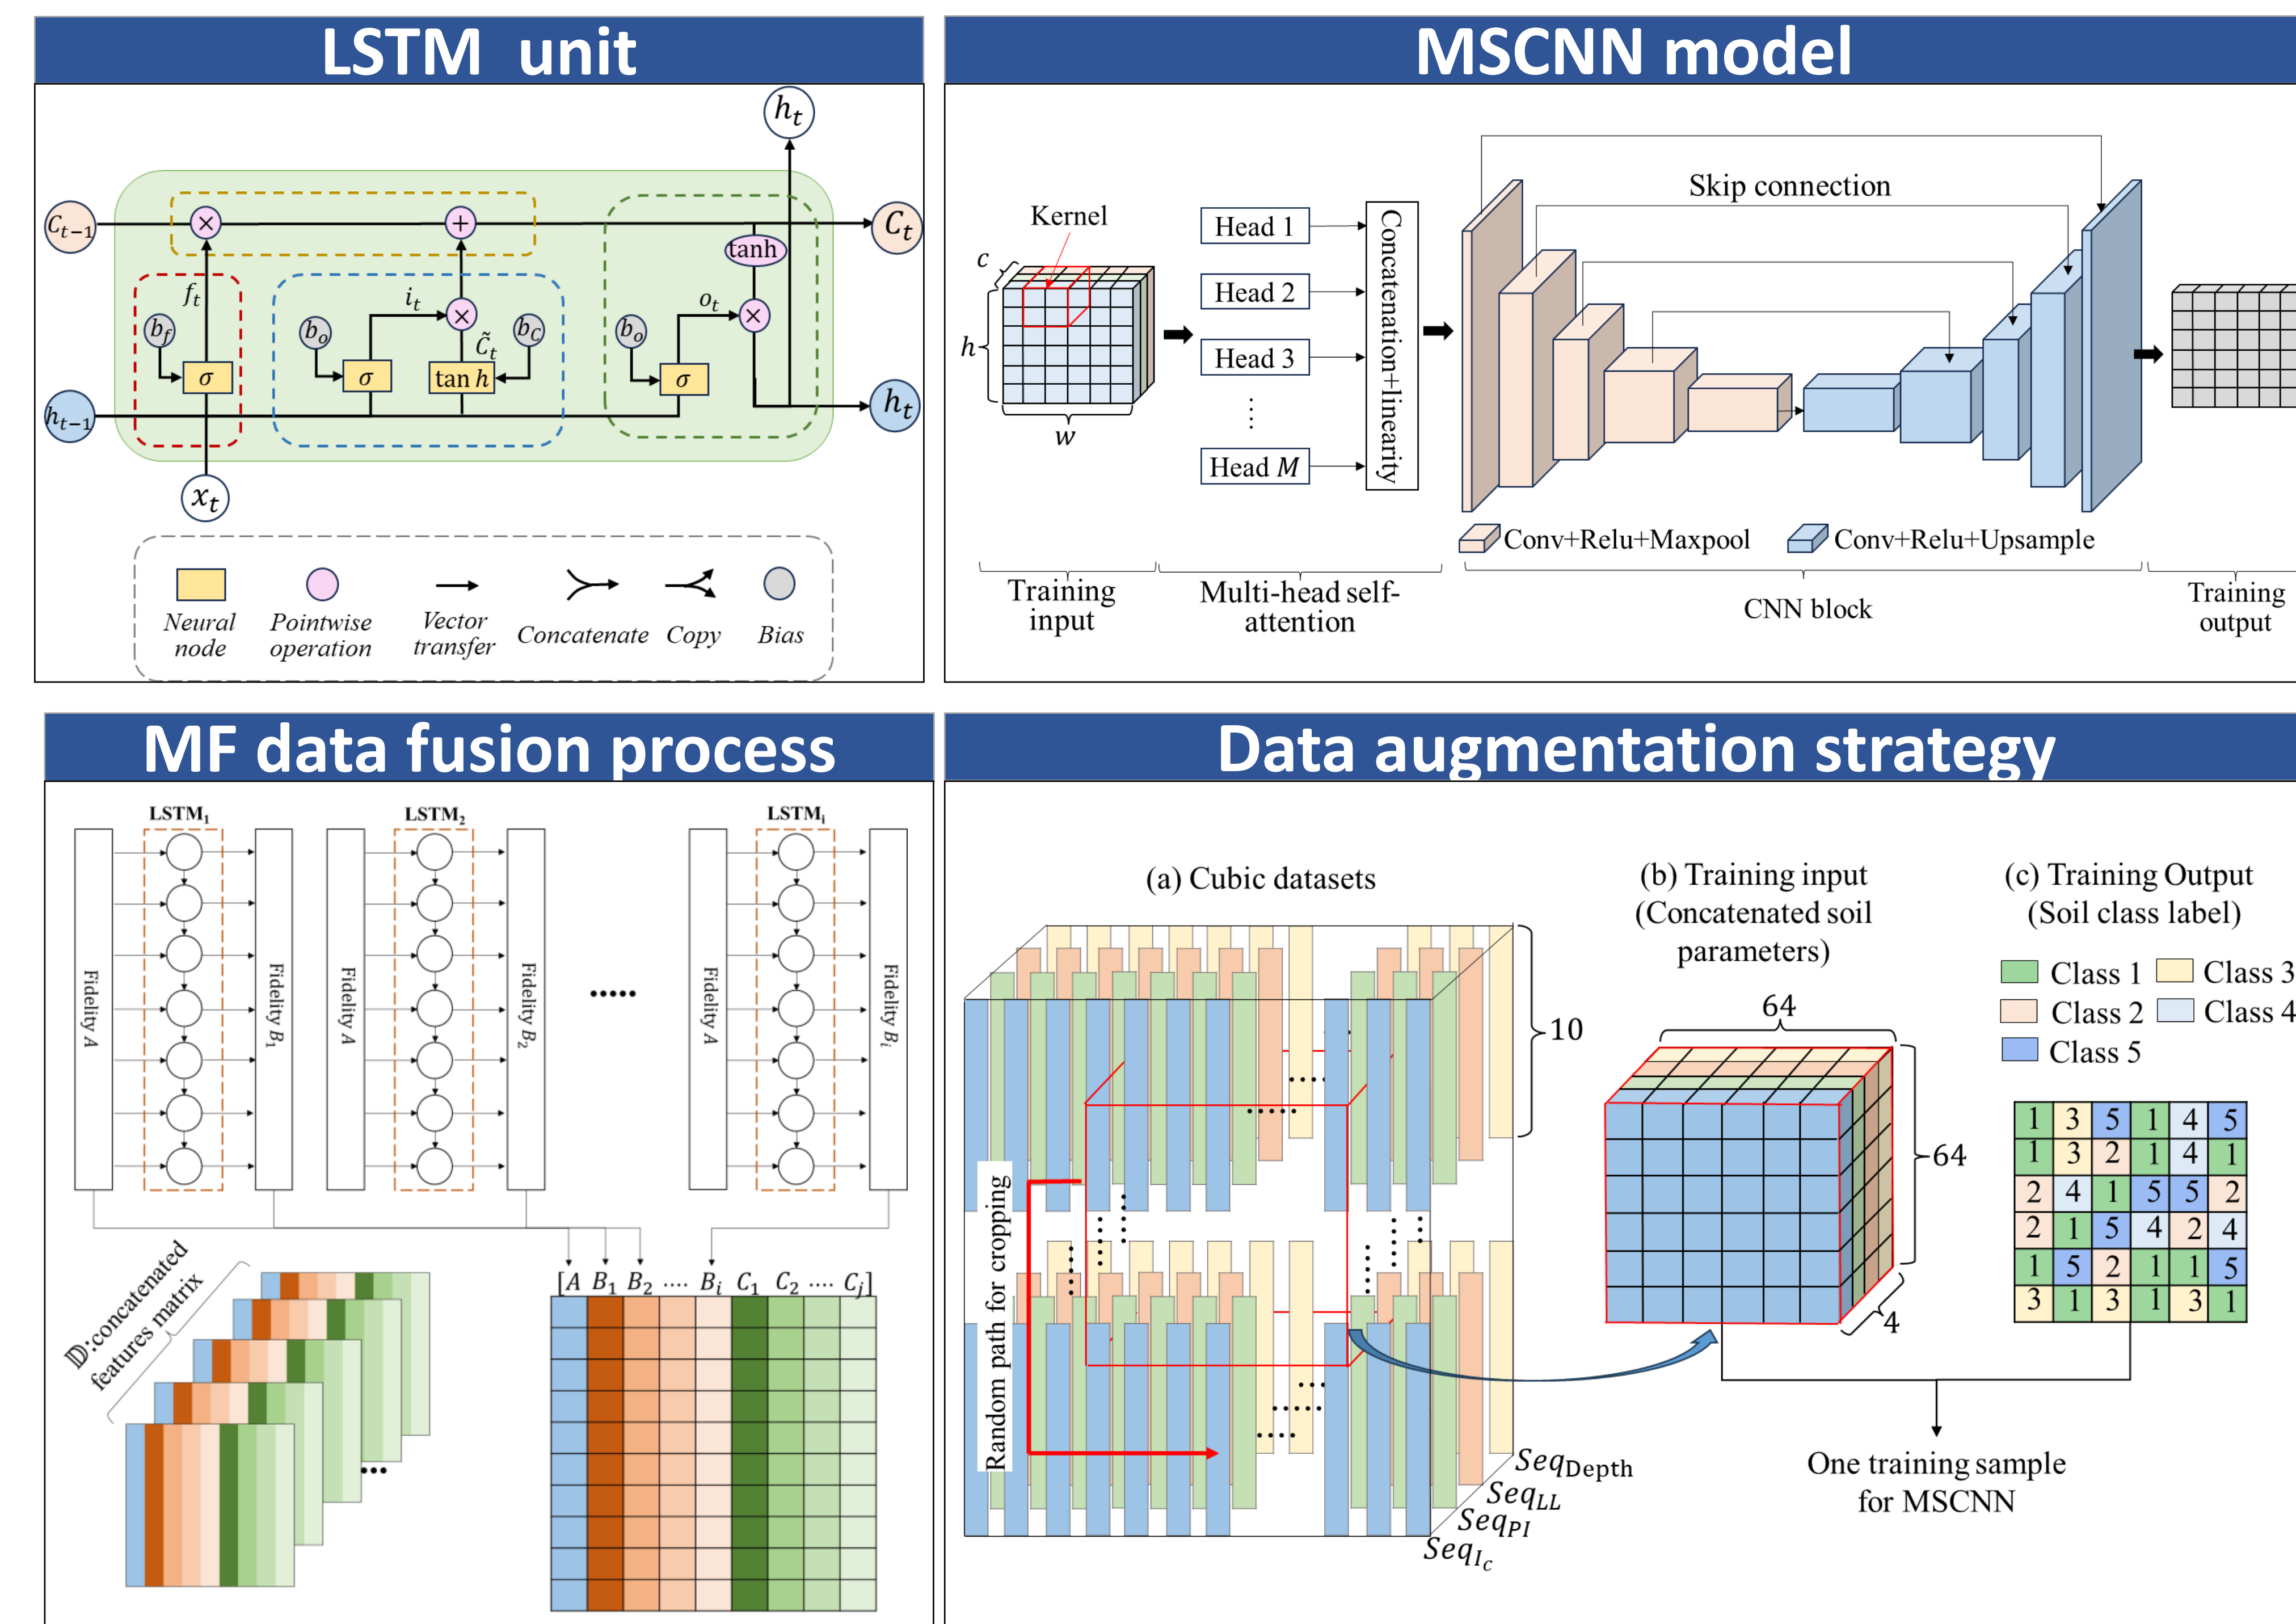 LSTM unit
h_t
C_{t-1}
×
+
C_t
tanh
f_t
i_t
o_t
×
×
b_f
b_o
C̃_t
b_C
b_o
σ
σ
tan h
σ
h_{t-1}
h_t
x_t
Neural node
Pointwise operation
Vector transfer
Concatenate
Copy
Bias
MSCNN model
Kernel
c
h
w
Head 1
Head 2
Head 3
Head M
Concatenation+linearity
Skip connection
Conv+Relu+Maxpool
Conv+Relu+Upsample
Training
input
Multi-head self-
attention
CNN block
Training
output
MF data fusion process
LSTM₁
LSTM₂
LSTMᵢ
Fidelity A
Fidelity B₁
Fidelity A
Fidelity B₂
.....
Fidelity A
Fidelity Bᵢ
𝔻:concatenated
features matrix
...
[A B₁ B₂ .... Bᵢ C₁ C₂ .... Cⱼ]
Data augmentation strategy
(a) Cubic datasets
10
Random path for cropping
Seq_Depth
Seq_LL
Seq_PI
Seq_{I_c}
(b) Training input
(Concatenated soil
parameters)
64
64
4
(c) Training Output
(Soil class label)
Class 1
Class 3
Class 2
Class 4
Class 5
1 3 5 1 4 5
1 3 2 1 4 1
2 4 1 5 5 2
2 1 5 4 2 4
1 5 2 1 1 5
3 1 3 1 3 1
One training sample
for MSCNN